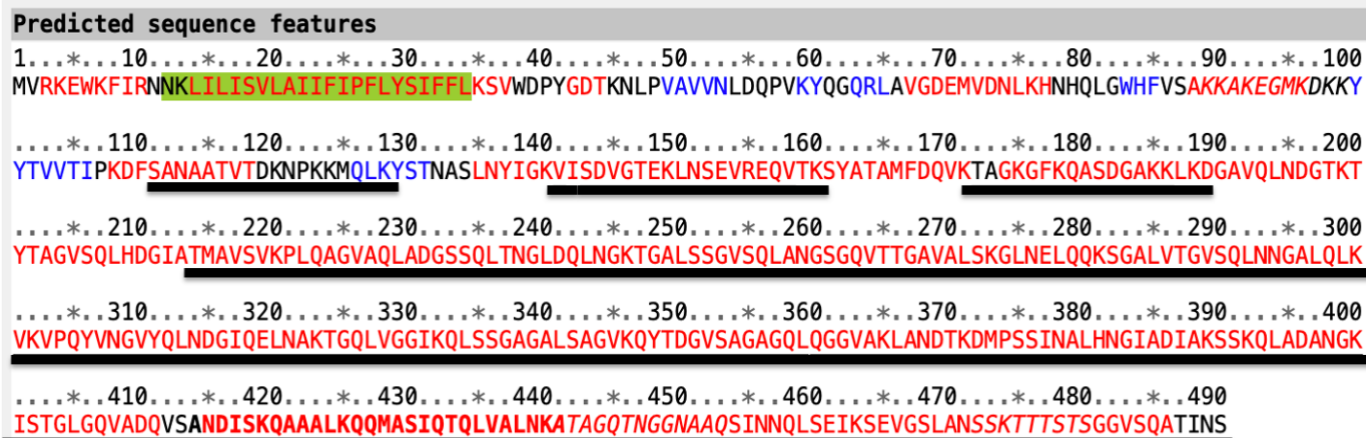 Predicted sequence features
1...*...10....*...20....*...30....*...40....*...50....*...60....*...70....*...80....*...90....*..100
MVRKEWKFIRNNKLILISVLAIIFIPFLYSIFFLKSVWDPYGDTKNLPVAVVNLDQPVKYQGQRLAVGDEMVDNLKHNHQLGWHFVSAKKAKEGMKDKKY
....*..110....*..120....*..130....*..140....*..150....*..160....*..170....*..180....*..190....*..200
YTVVTIPKDFSANAATVTDKNPKKMQLKYSTNASLNYIGKVISDVGTEKLNSEVREQVTKSYATAMFDQVKTAGKGFKQASDGAKKLKDGAVQLNDGTKT
....*..210....*..220....*..230....*..240....*..250....*..260....*..270....*..280....*..290....*..300
YTAGVSQLHDGIATMAVSVKPLQAGVAQLADGSSQLTNGLDQLNGKTGALSSGVSQLANGSGQVTTGAVALSKGLNELQQKSGALVTGVSQLNNGALQLK
....*..310....*..320....*..330....*..340....*..350....*..360....*..370....*..380....*..390....*..400
VKVPQYVNGVYQLNDGIQELNAKTGQLVGGIKQLSSGAGALSAGVKQYTDGVSAGAGQLQGGVAKLANDTKDMPSSINALHNGIADIAKSSKQLADANGK
....*..410....*..420....*..430....*..440....*..450....*..460....*..470....*..480....*..490
ISTGLGQVADQVSANDISKQAAALKQQMASIQTQLVALNKATAGQTNGGNAAQSINNQLSEIKSEVGSLANSSKTTTSTSGGVSQATINS